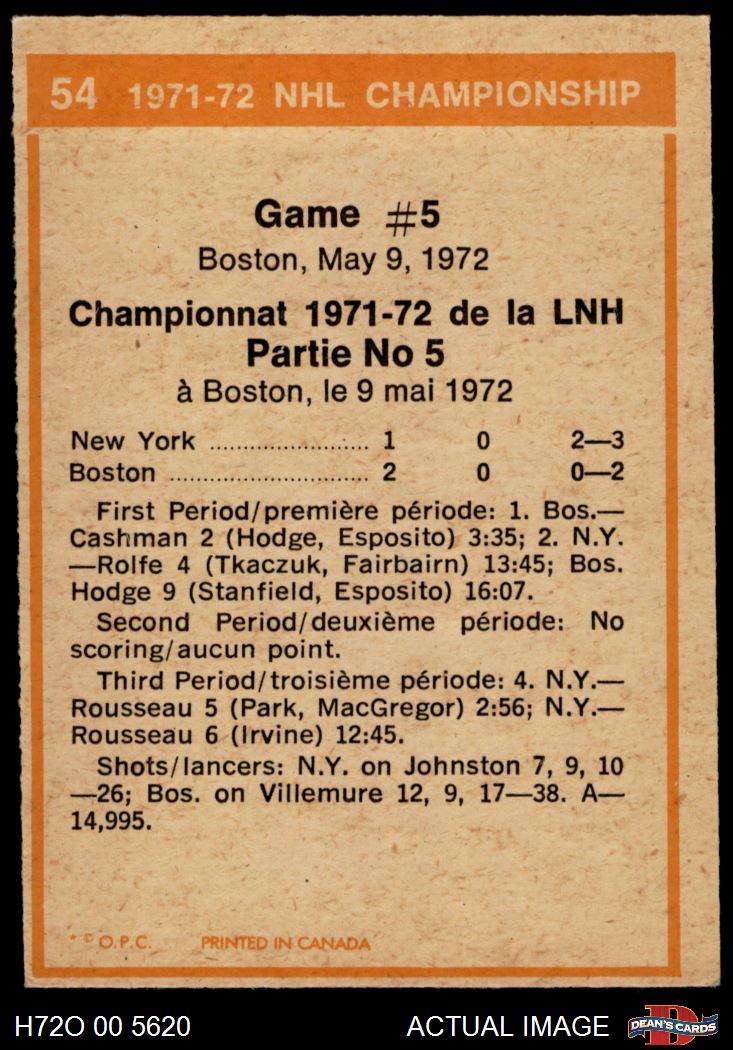 54 1971-72 NHL CHAMPIONSHIP
Game #5
Boston, May 9, 1972
Championnat 1971-72 de la LNH
Partie No 5
à Boston, le 9 mai 1972
New York ........................ 1 0 2—3
Boston ............................. 2 0 0—2
First Period/première période: 1. Bos.—
Cashman 2 (Hodge, Esposito) 3:35; 2. N.Y.
—Rolfe 4 (Tkaczuk, Fairbairn) 13:45; Bos.
Hodge 9 (Stanfield, Esposito) 16:07.
Second Period/deuxième période: No
scoring/aucun point.
Third Period/troisième période: 4. N.Y.—
Rousseau 5 (Park, MacGregor) 2:56; N.Y.—
Rousseau 6 (Irvine) 12:45.
Shots/lancers: N.Y. on Johnston 7, 9, 10
—26; Bos. on Villemure 12, 9, 17—38. A—
14,995.
* © O.P.C. PRINTED IN CANADA
H72O 00 5620 ACTUAL IMAGE D DEAN'S CARDS